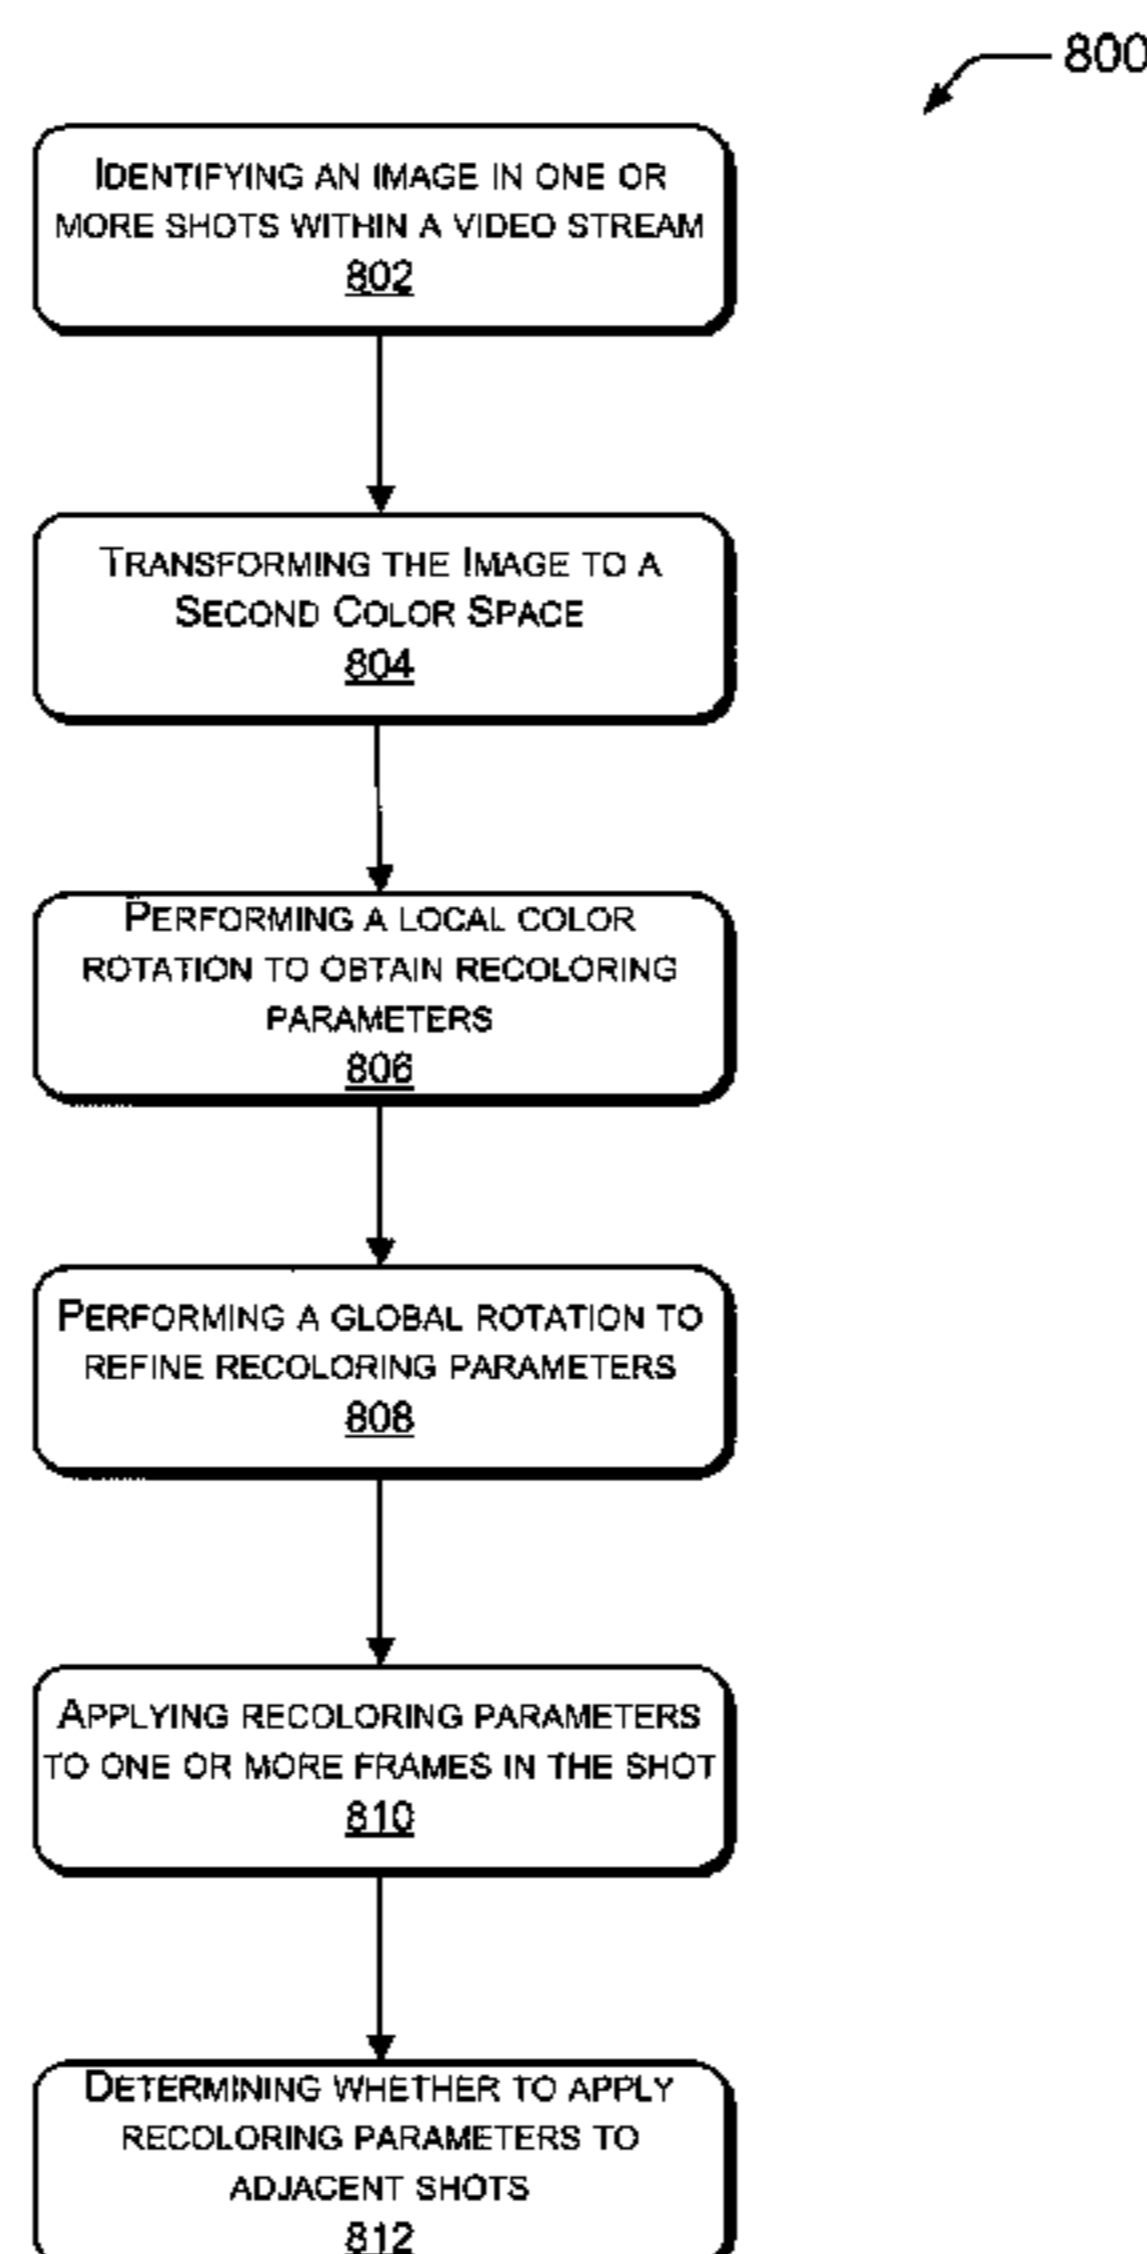 800
IDENTIFYING AN IMAGE IN ONE OR
MORE SHOTS WITHIN A VIDEO STREAM
802
TRANSFORMING THE IMAGE TO A
SECOND COLOR SPACE
804
PERFORMING A LOCAL COLOR
ROTATION TO OBTAIN RECOLORING
PARAMETERS
806
PERFORMING A GLOBAL ROTATION TO
REFINE RECOLORING PARAMETERS
808
APPLYING RECOLORING PARAMETERS
TO ONE OR MORE FRAMES IN THE SHOT
810
DETERMINING WHETHER TO APPLY
RECOLORING PARAMETERS TO
ADJACENT SHOTS
812